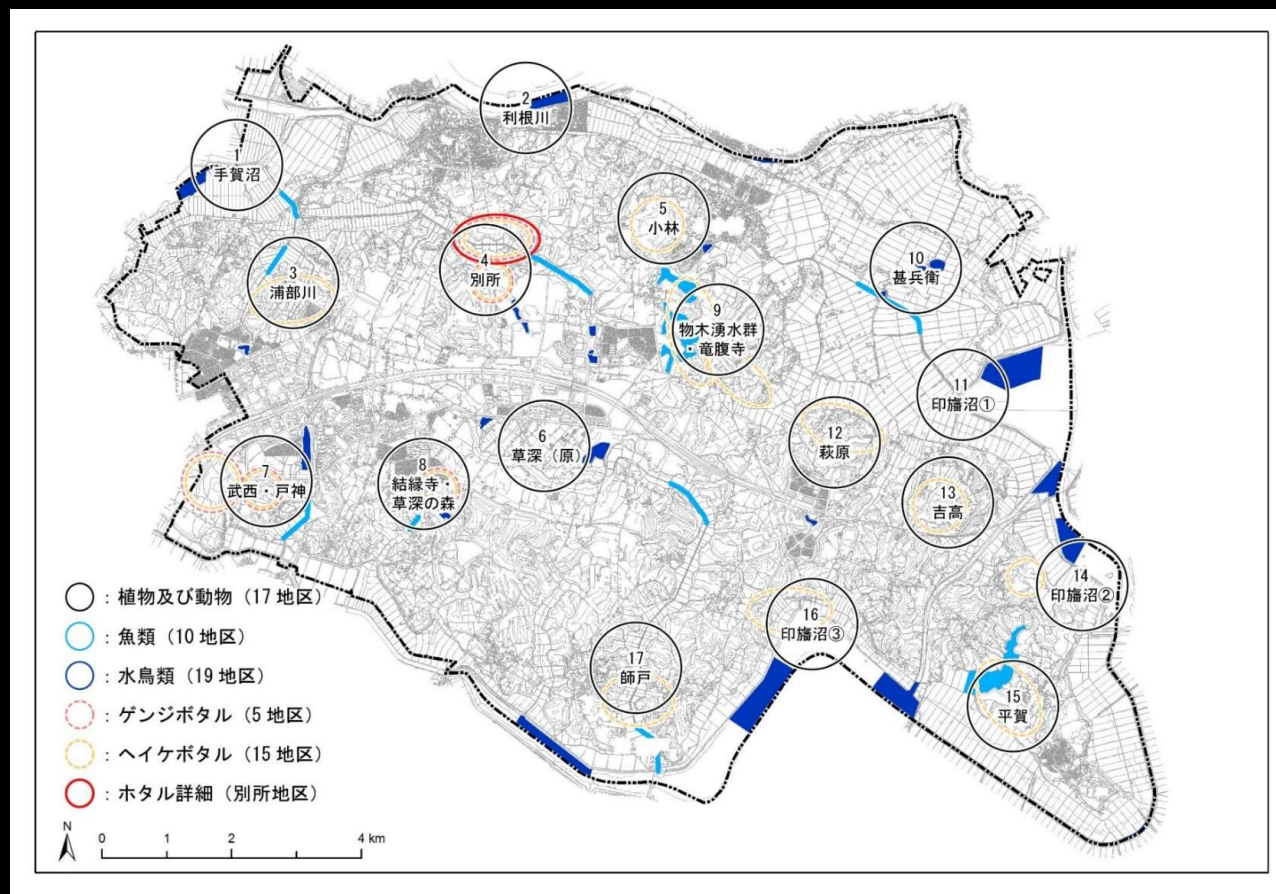 1
手賀沼
2
利根川
3
浦部川
4
別所
5
小林
6
草深（原）
7
武西・戸神
8
結縁寺・
草深の森
9
物木湧水群
・竜腹寺
10
甚兵衛
11
印旛沼①
12
萩原
13
吉高
14
印旛沼②
15
平賀
16
印旛沼③
17
師戸
：植物及び動物（17 地区）
：魚類（10 地区）
：水鳥類（19 地区）
：ゲンジボタル（5 地区）
：ヘイケボタル（15 地区）
：ホタル詳細（別所地区）
N
0 1 2 4 km